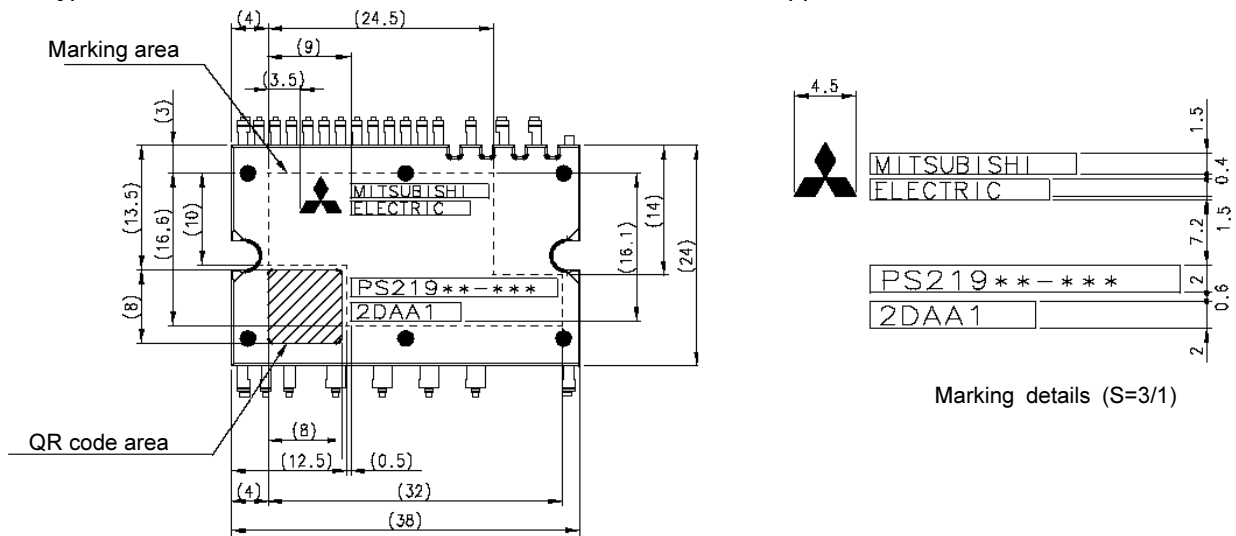 (4)
(24.5)
Marking area
(9)
(3.5)
(3)
(13.5)
(16.6)
(10)
(8)
MITSUBISHI
ELECTRIC
PS219**-***
2DAA1
(14)
(16.1)
(24)
QR code area
(8)
(12.5)
(0.5)
(4)
(32)
(38)
4.5
MITSUBISHI
ELECTRIC
PS219**-***
2DAA1
1.5
0.4
1.5
7.2
2
0.6
2
Marking details (S=3/1)